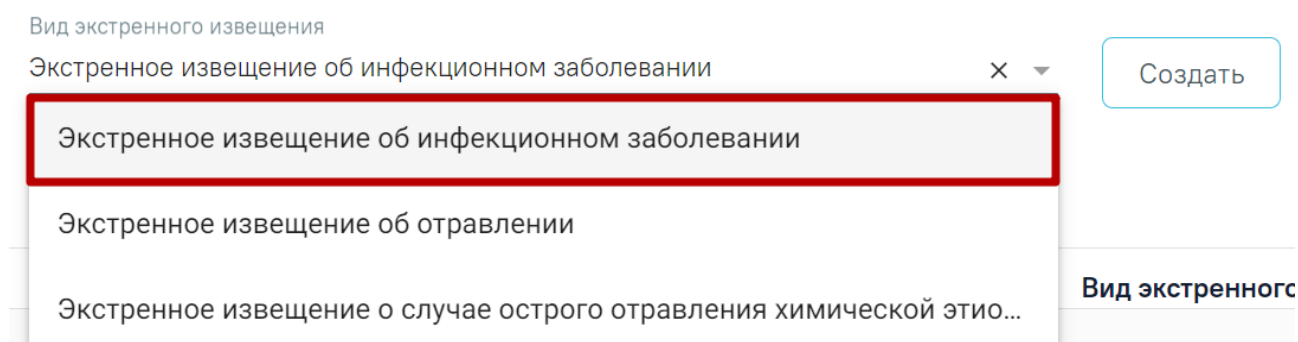 Вид экстренного извещения
Экстренное извещение об инфекционном заболевании
Создать
Экстренное извещение об инфекционном заболевании
Экстренное извещение об отравлении
Вид экстренного
Экстренное извещение о случае острого отравления химической этио...